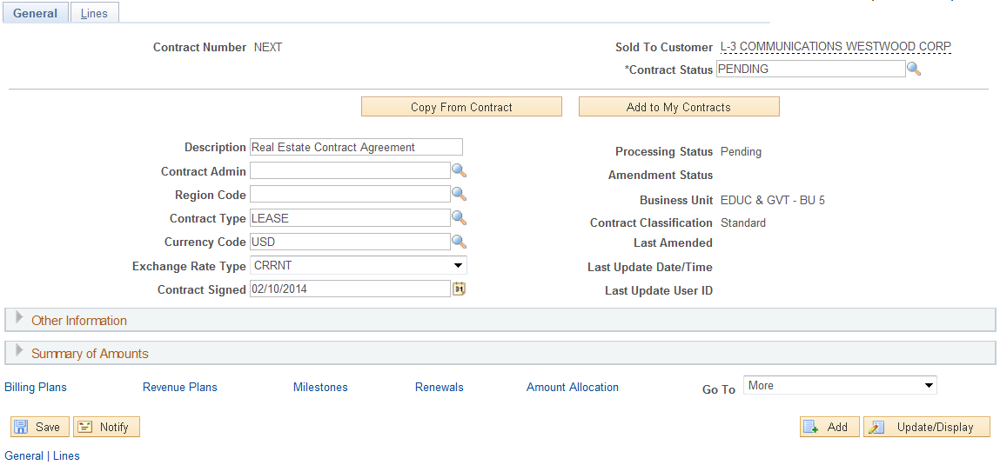 General Lines
Contract Number NEXT
Sold To Customer L-3 COMMUNICATIONS WESTWOOD CORP
*Contract Status PENDING
Copy From Contract Add to My Contracts
Description Real Estate Contract Agreement
Contract Admin
Region Code
Contract Type LEASE
Currency Code USD
Exchange Rate Type CRRNT
Contract Signed 02/10/2014
31
Processing Status Pending
Amendment Status
Business Unit EDUC & GVT - BU 5
Contract Classification Standard
Last Amended
Last Update Date/Time
Last Update User ID
Other Information
Summary of Amounts
Billing Plans Revenue Plans Milestones Renewals Amount Allocation Go To More
Save Notify Add Update/Display
General | Lines